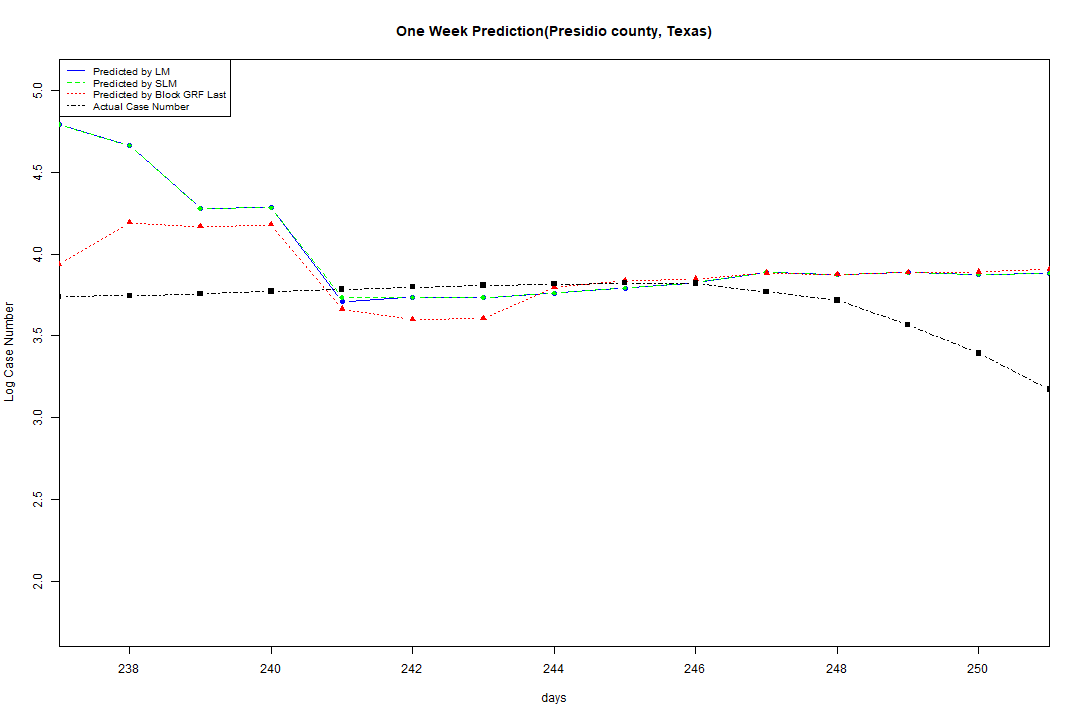 One Week Prediction(Presidio county, Texas)
Predicted by LM
Predicted by SLM
Predicted by Block GRF Last
Actual Case Number
5.0
4.5
4.0
3.5
3.0
2.5
2.0
Log Case Number
238 240 242 244 246 248 250
days